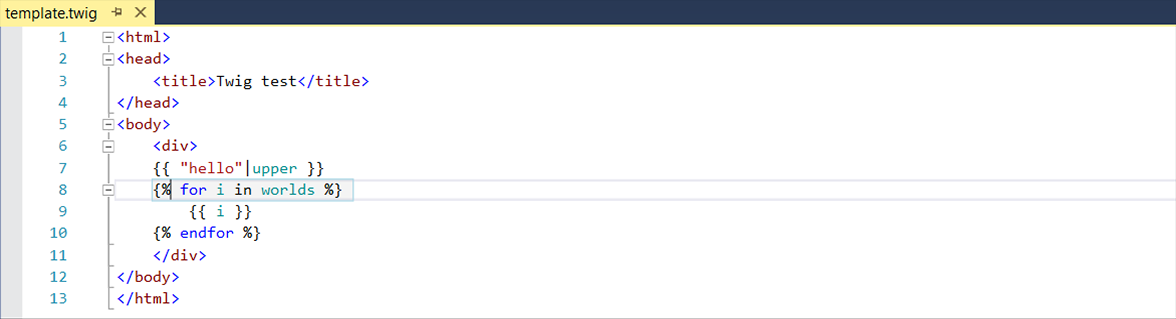 template.twig
1 <html>
2 <head>
3     <title>Twig test</title>
4 </head>
5 <body>
6     <div>
7     {{ "hello"|upper }}
8     {% for i in worlds %}
9         {{ i }}
10     {% endfor %}
11     </div>
12 </body>
13 </html>